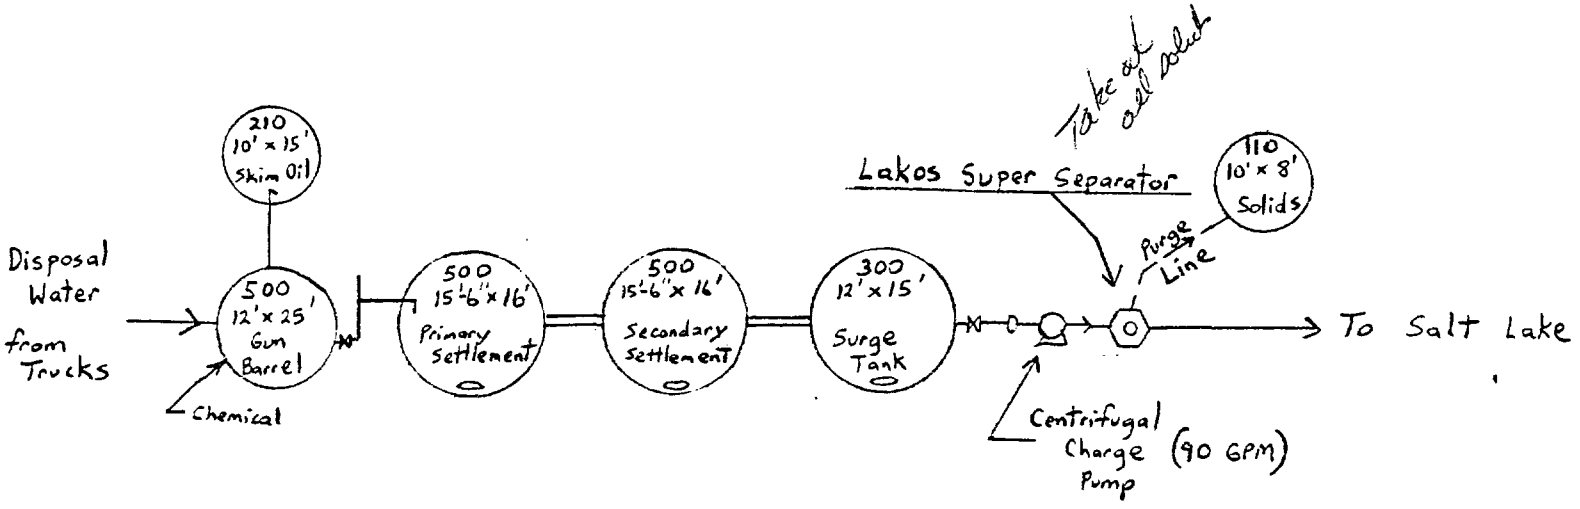 Take out
all solids
210
10' x 15'
Skim Oil
110
10' x 8'
Solids
Lakos Super Separator
Purge
Line
Disposal
Water
from
Trucks
500
12' x 25'
Gun
Barrel
Chemical
500
15'-6" x 16'
Primary
Settlement
500
15'-6" x 16'
Secondary
Settlement
300
12' x 15'
Surge
Tank
To Salt Lake
Centrifugal
Charge (90 GPM)
Pump